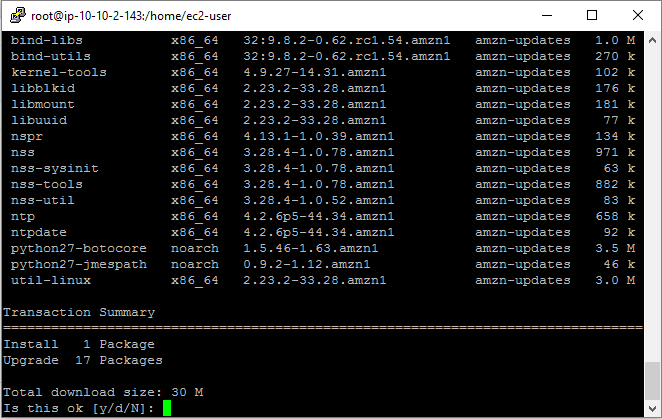 root@ip-10-10-2-143:/home/ec2-user
bind-libs x86_64 32:9.8.2-0.62.rc1.54.amzn1 amzn-updates 1.0 M
bind-utils x86_64 32:9.8.2-0.62.rc1.54.amzn1 amzn-updates 270 k
kernel-tools x86_64 4.9.27-14.31.amzn1 amzn-updates 102 k
libblkid x86_64 2.23.2-33.28.amzn1 amzn-updates 176 k
libmount x86_64 2.23.2-33.28.amzn1 amzn-updates 181 k
libuuid x86_64 2.23.2-33.28.amzn1 amzn-updates 77 k
nspr x86_64 4.13.1-1.0.39.amzn1 amzn-updates 134 k
nss x86_64 3.28.4-1.0.78.amzn1 amzn-updates 971 k
nss-sysinit x86_64 3.28.4-1.0.78.amzn1 amzn-updates 63 k
nss-tools x86_64 3.28.4-1.0.78.amzn1 amzn-updates 882 k
nss-util x86_64 3.28.4-1.0.52.amzn1 amzn-updates 83 k
ntp x86_64 4.2.6p5-44.34.amzn1 amzn-updates 658 k
ntpdate x86_64 4.2.6p5-44.34.amzn1 amzn-updates 92 k
python27-botocore noarch 1.5.46-1.63.amzn1 amzn-updates 3.5 M
python27-jmespath noarch 0.9.2-1.12.amzn1 amzn-updates 46 k
util-linux x86_64 2.23.2-33.28.amzn1 amzn-updates 3.0 M
Transaction Summary
================================================================================
Install 1 Package
Upgrade 17 Packages
Total download size: 30 M
Is this ok [y/d/N]: